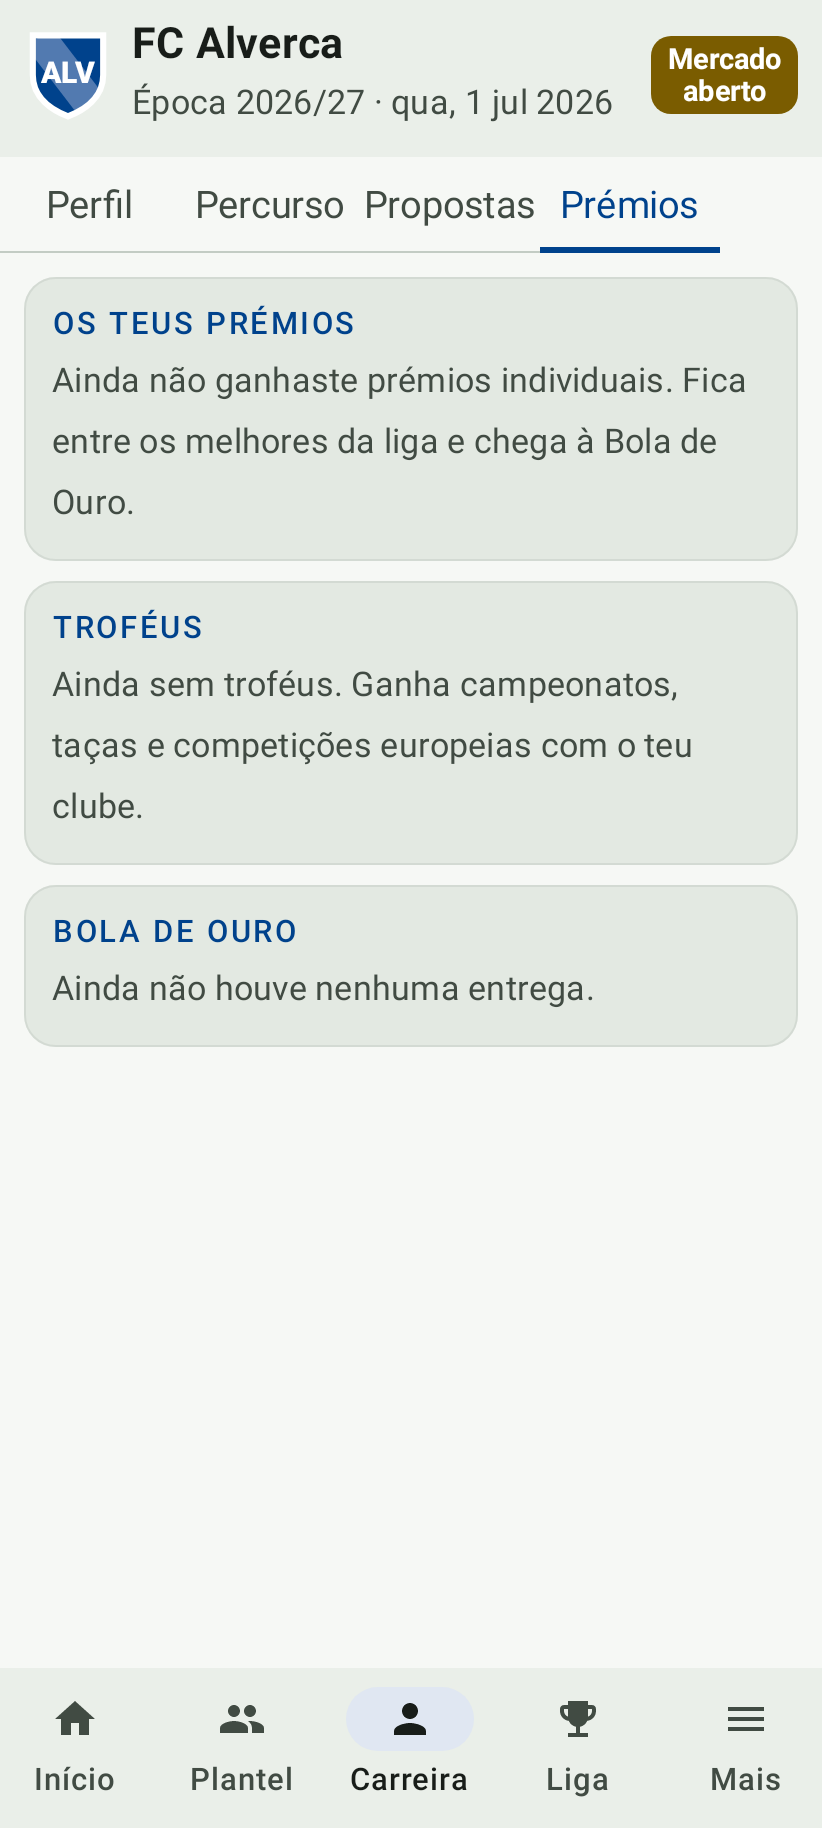 ALV
FC Alverca
Época 2026/27 · qua, 1 jul 2026
Mercado
aberto
Perfil
Percurso
Propostas
Prémios
OS TEUS PRÉMIOS
Ainda não ganhaste prémios individuais. Fica
entre os melhores da liga e chega à Bola de
Ouro.
TROFÉUS
Ainda sem troféus. Ganha campeonatos,
taças e competições europeias com o teu
clube.
BOLA DE OURO
Ainda não houve nenhuma entrega.
Início
Plantel
Carreira
Liga
Mais